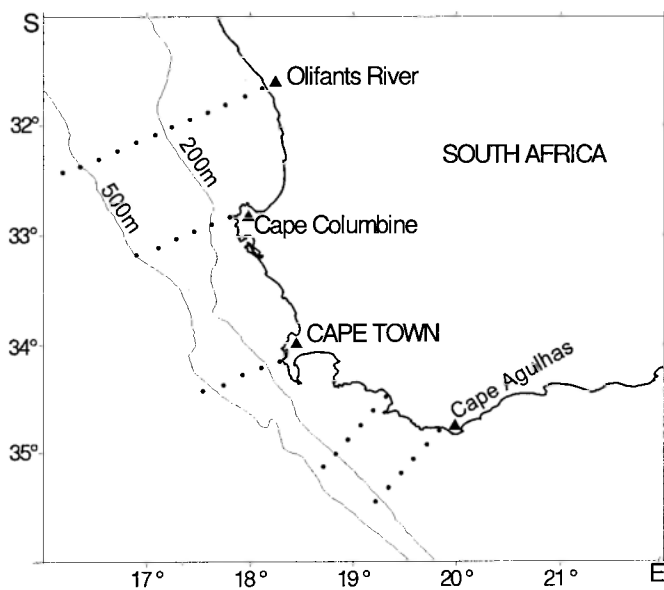 S
Olifants River
32°
200m
SOUTH AFRICA
500m
Cape Columbine
33°
CAPE TOWN
34°
Cape Agulhas
35°
17°
18°
19°
20°
21°
E